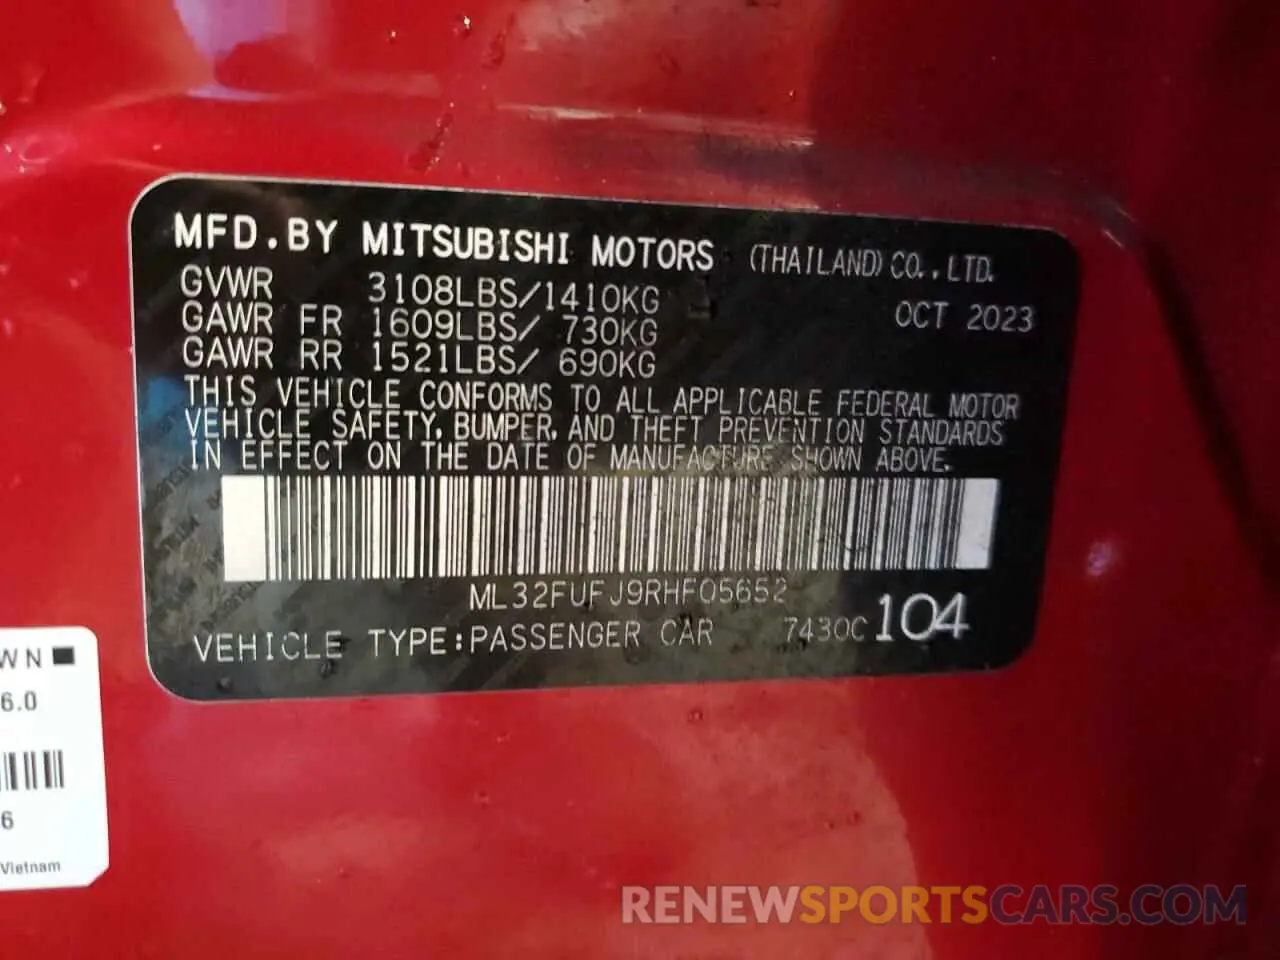 MFD.BY MITSUBISHI MOTORS (THAILAND) CO., LTD.
GVWR 3108LBS/1410KG OCT 2023
GAWR FR 1609LBS/ 730KG
GAWR RR 1521LBS/ 690KG
THIS VEHICLE CONFORMS TO ALL APPLICABLE FEDERAL MOTOR
VEHICLE SAFETY, BUMPER, AND THEFT PREVENTION STANDARDS
IN EFFECT ON THE DATE OF MANUFACTURE SHOWN ABOVE.
ML32FUFJ9RHF05652
VEHICLE TYPE:PASSENGER CAR 7430C 104
WN
6.0
6
Vietnam
RENEWSPORTSCARS.COM